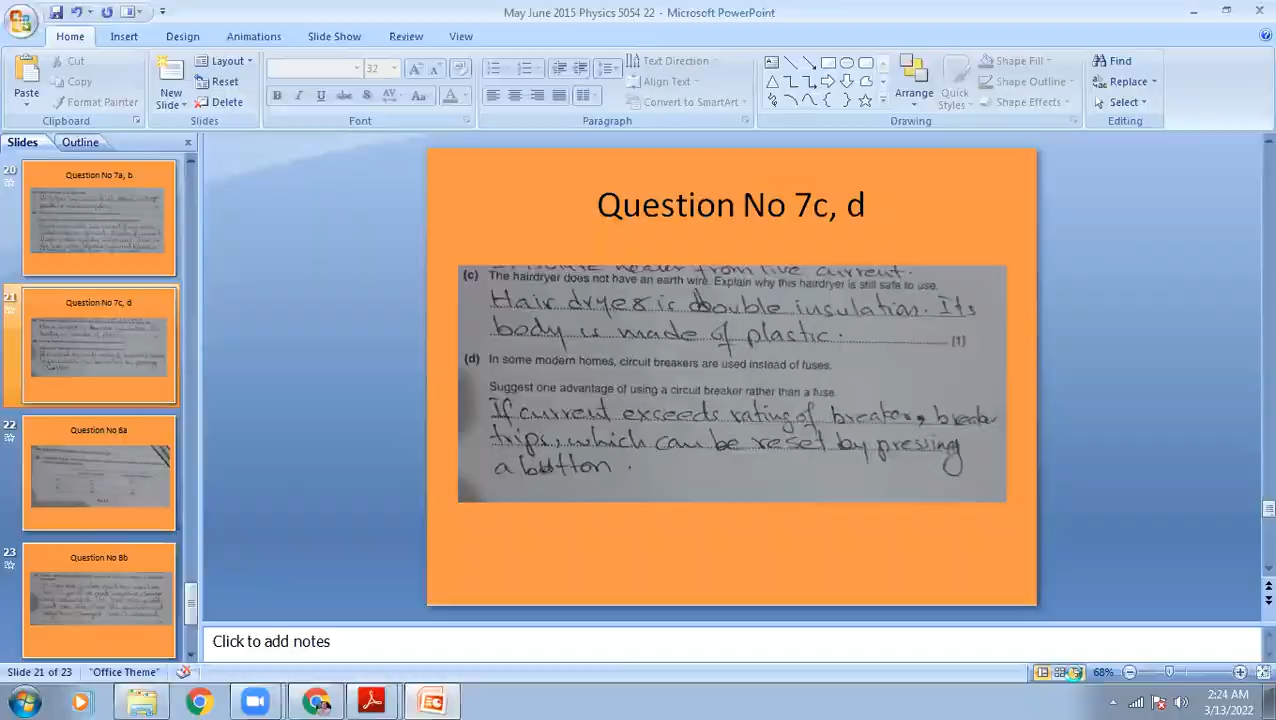 May June 2015 Physics 5054 22 - Microsoft PowerPoint
Home Insert Design Animations Slide Show Review View
Paste
Cut
Copy
Format Painter
Clipboard
New Slide
Layout
Reset
Delete
Slides
32
Font
Paragraph
Text Direction
Align Text
Convert to SmartArt
Arrange
Quick Styles
Shape Fill
Shape Outline
Shape Effects
Drawing
Find
Replace
Select
Editing
Slides Outline
20
Question No 7a, b
21
Question No 7c, d
22
Question No 8a
23
Question No 8b
Question No 7c, d
heater from live current.
(c) The hairdryer does not have an earth wire. Explain why this hairdryer is still safe to use.
Hair dryes is double insulation. Its
body is made of plastic. (1)
(d) In some modern homes, circuit breakers are used instead of fuses.
Suggest one advantage of using a circuit breaker rather than a fuse.
If current exceeds rating of breaker, breaker
trips, which can be reset by pressing
a button.
Click to add notes
Slide 21 of 23 "Office Theme" 68%
2:24 AM
3/13/2022